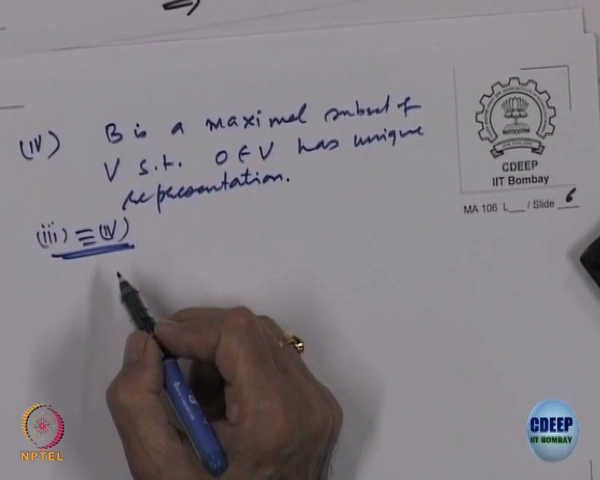 (IV) B is a maximal subset of
V s.t. 0 ∈ V has unique
representation.
(iii) ≡ (IV)
CDEEP
IIT Bombay
MA 106 L___ / Slide 6
NPTEL
CDEEP
IIT BOMBAY